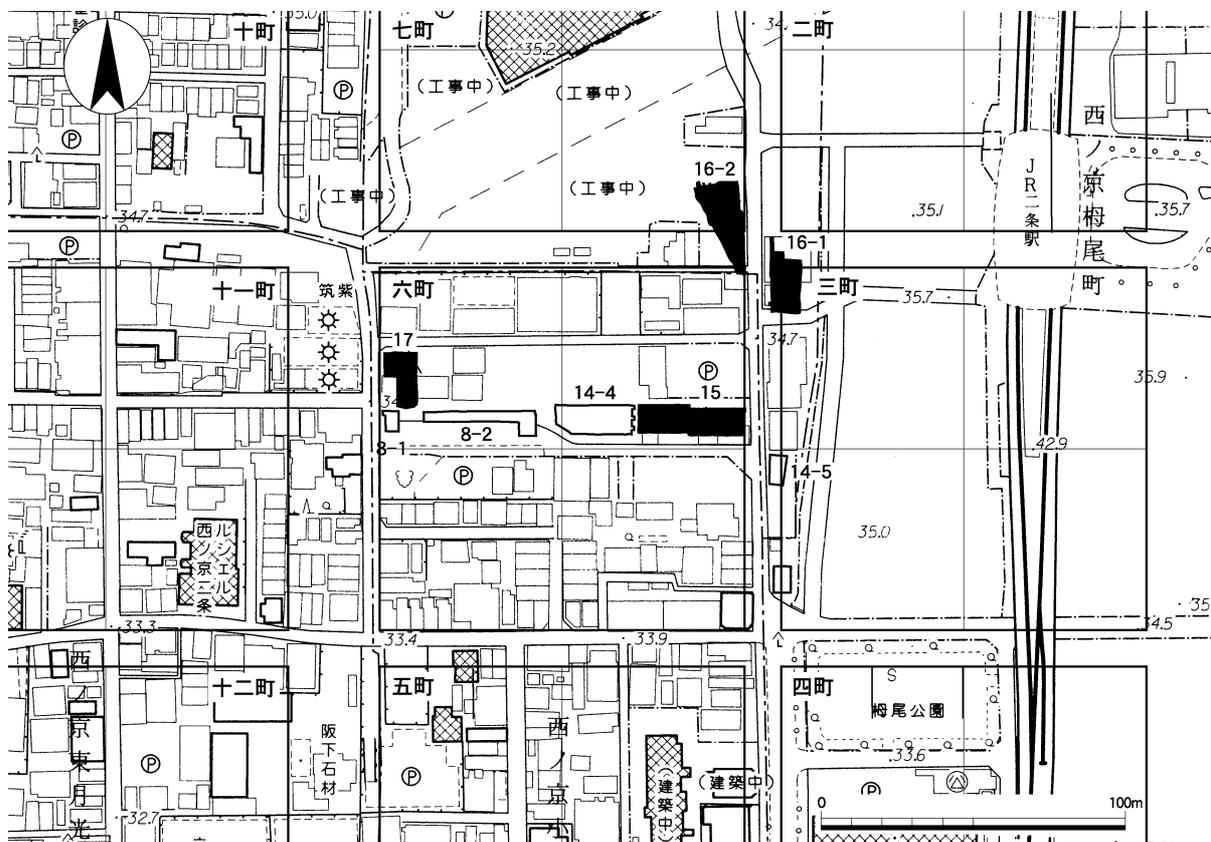 十町
七町
二町
35.0
35.2
34.
(工事中)
(工事中)
(工事中)
(工事中)
P
P
P
16-2
西ノ京栂尾町
JR二条駅
35.1
35.7
34.7
16-1
十一町
筑紫
六町
三町
35.7
17
34.7
P
14-4
15
35.9
8-1
8-2
42.9
14-5
P
西ノ京二条
ルシェル
35.0
33.3
33.4
33.9
34.5
十二町
五町
四町
S
栂尾公園
西ノ京東月光
阪下石材
西ノ京小
P
P
(建築中)
(建築中)
33.6
P
32.7
0
100m